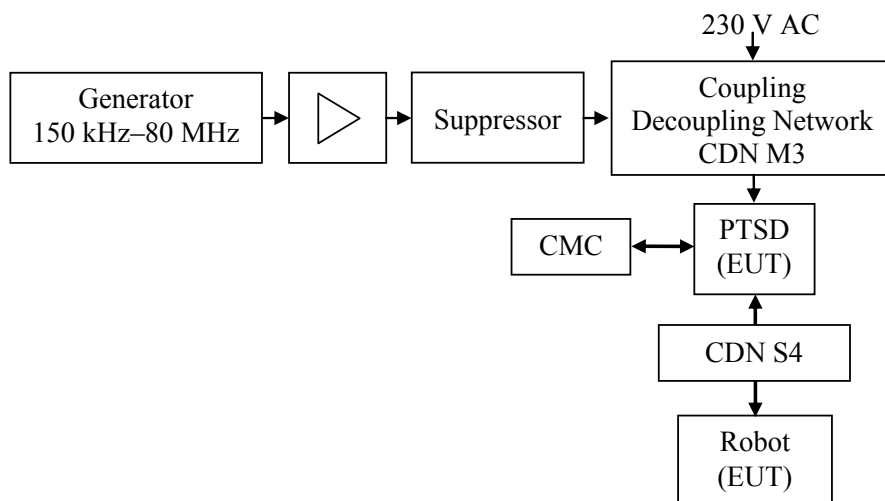 230 V AC
Generator
150 kHz–80 MHz
Suppressor
Coupling
Decoupling Network
CDN M3
CMC
PTSD
(EUT)
CDN S4
Robot
(EUT)